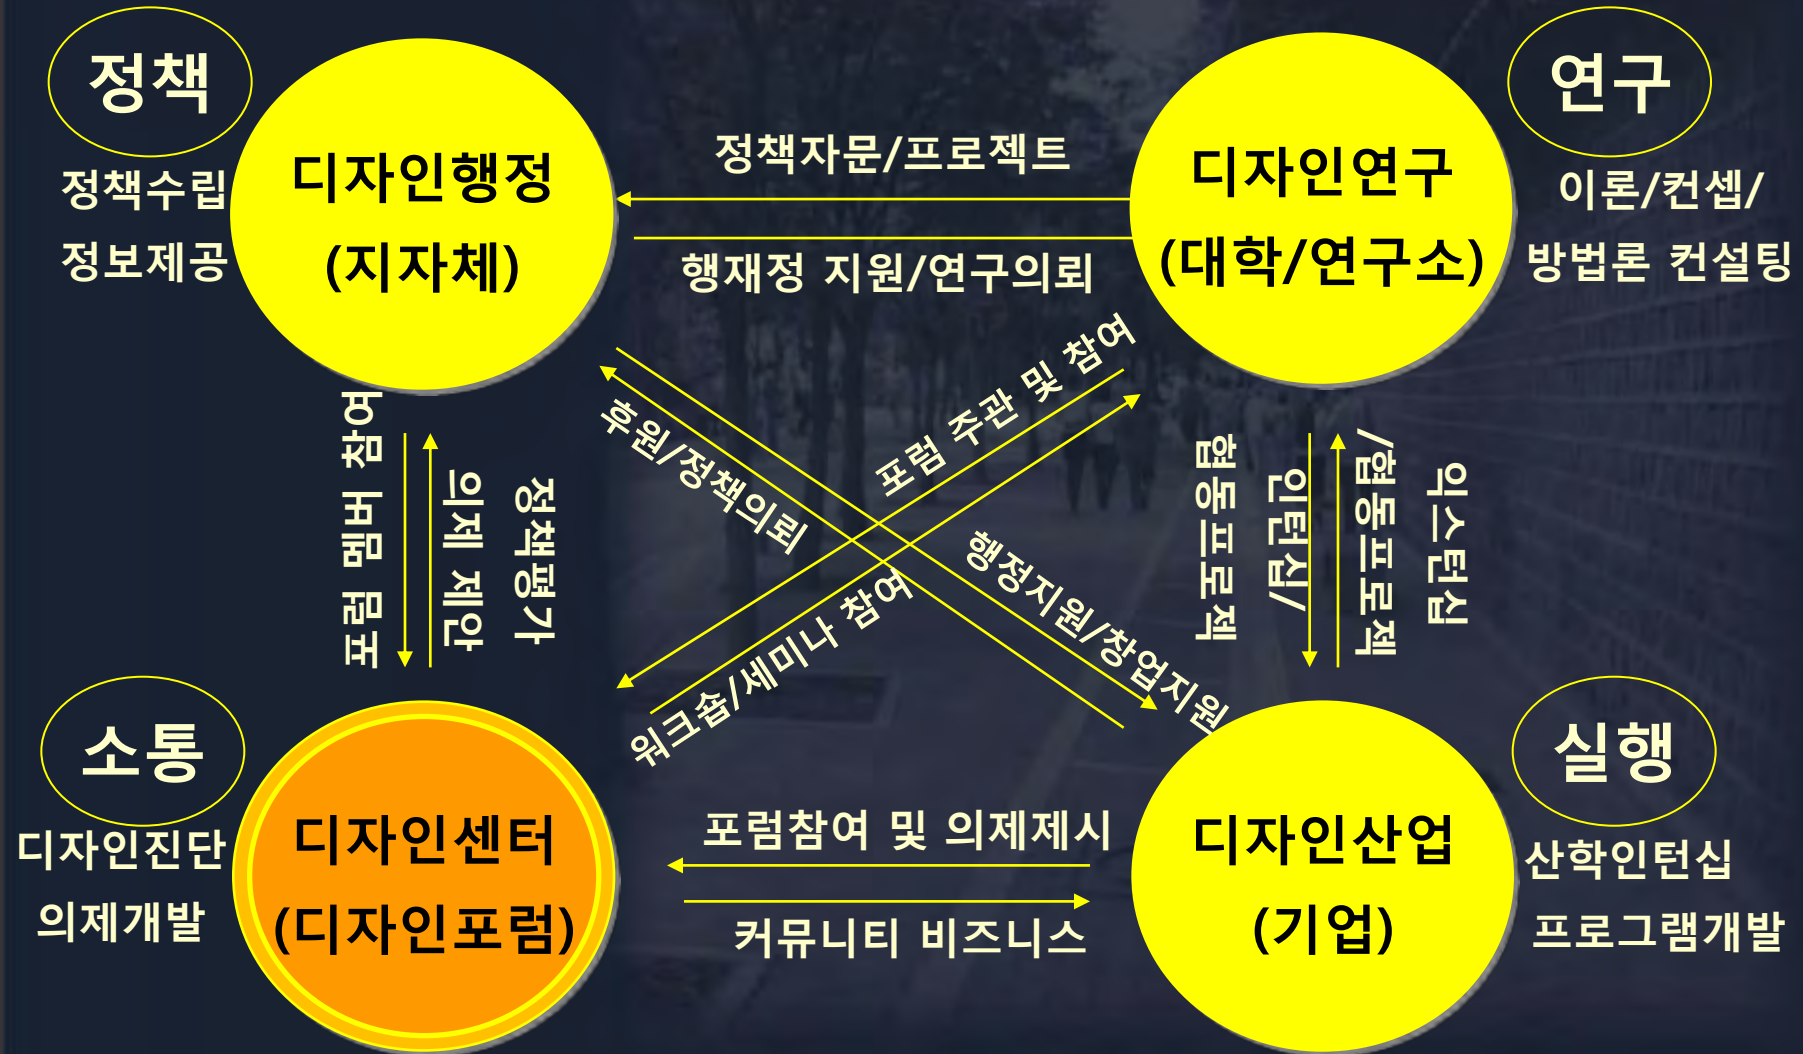 정책
정책수립
정보제공
디자인행정
(지자체)
정책자문/프로젝트
행재정 지원/연구의뢰
디자인연구
(대학/연구소)
연구
이론/컨셉/
방법론 컨설팅
포럼 멤버 참여
의제 제안
정책평가
후원/정책의뢰
포럼 주관 및 참여
워크숍/세미나 참여
행정지원/창업지원
협동프로젝
인턴십/
/협동프로젝
익스턴십
소통
디자인진단
의제개발
디자인센터
(디자인포럼)
포럼참여 및 의제제시
커뮤니티 비즈니스
디자인산업
(기업)
실행
산학인턴십
프로그램개발